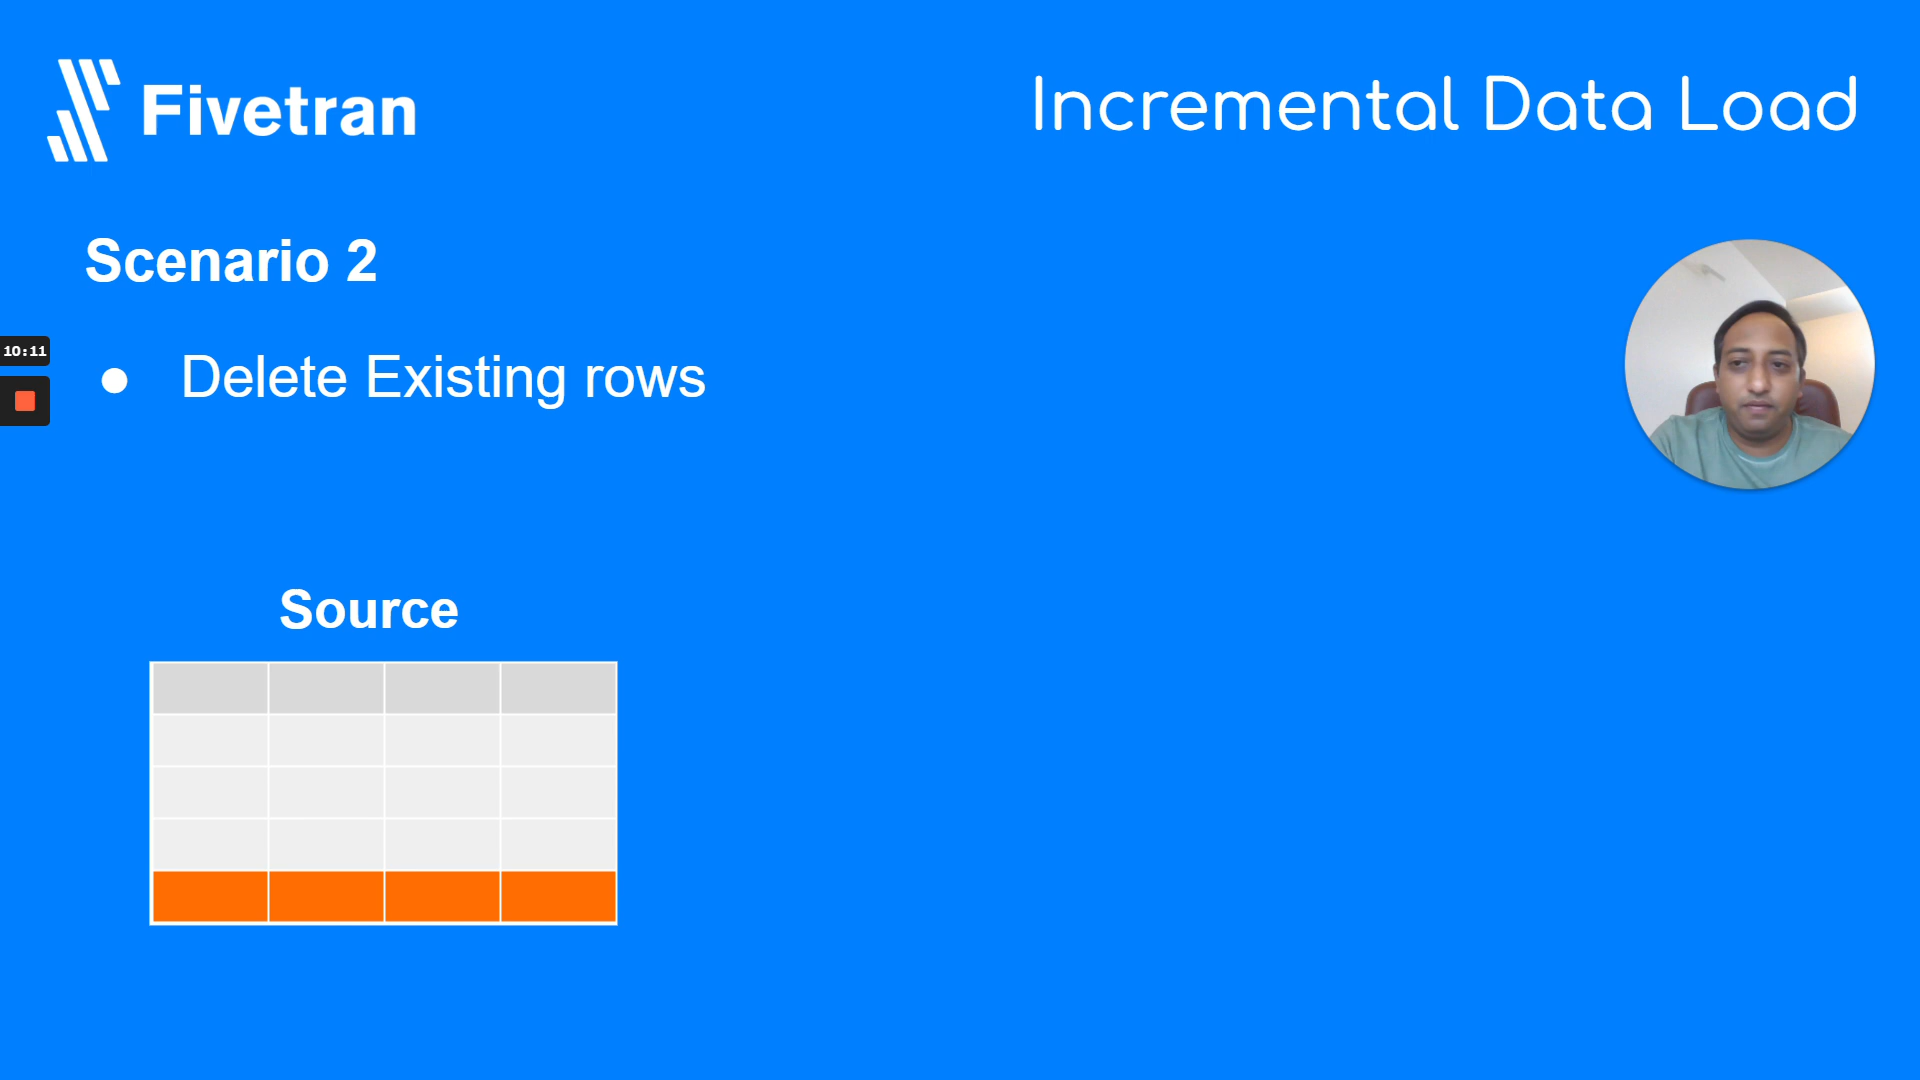 Fivetran
Incremental Data Load
Scenario 2
10:11
● Delete Existing rows
Source